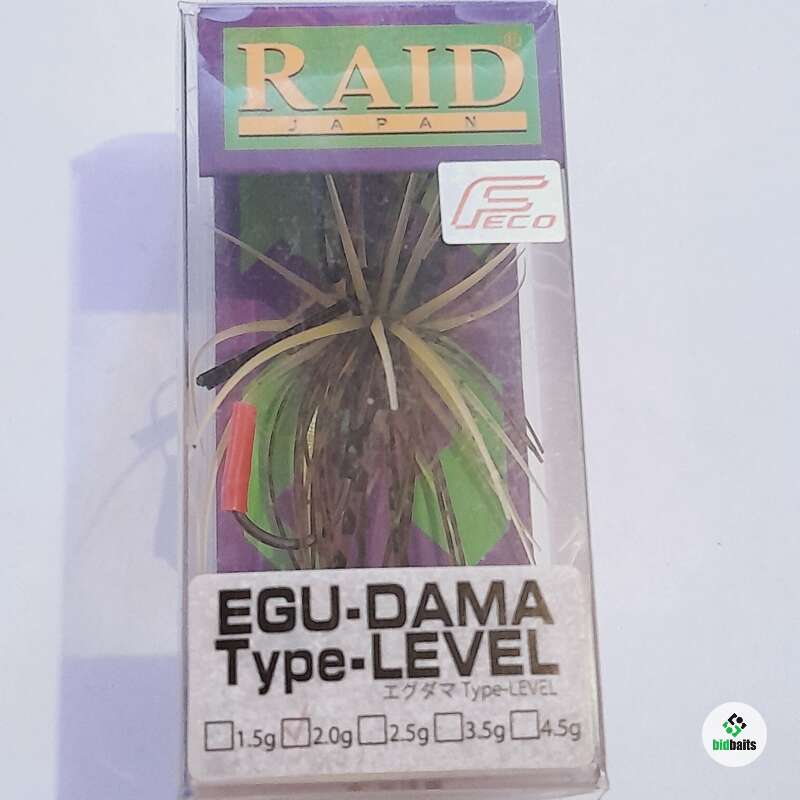 RAID®
JAPAN
FECO
EGU-DAMA
Type-LEVEL
エグダマ Type-LEVEL
1.5g 2.0g 2.5g 3.5g 4.5g
bidbaits